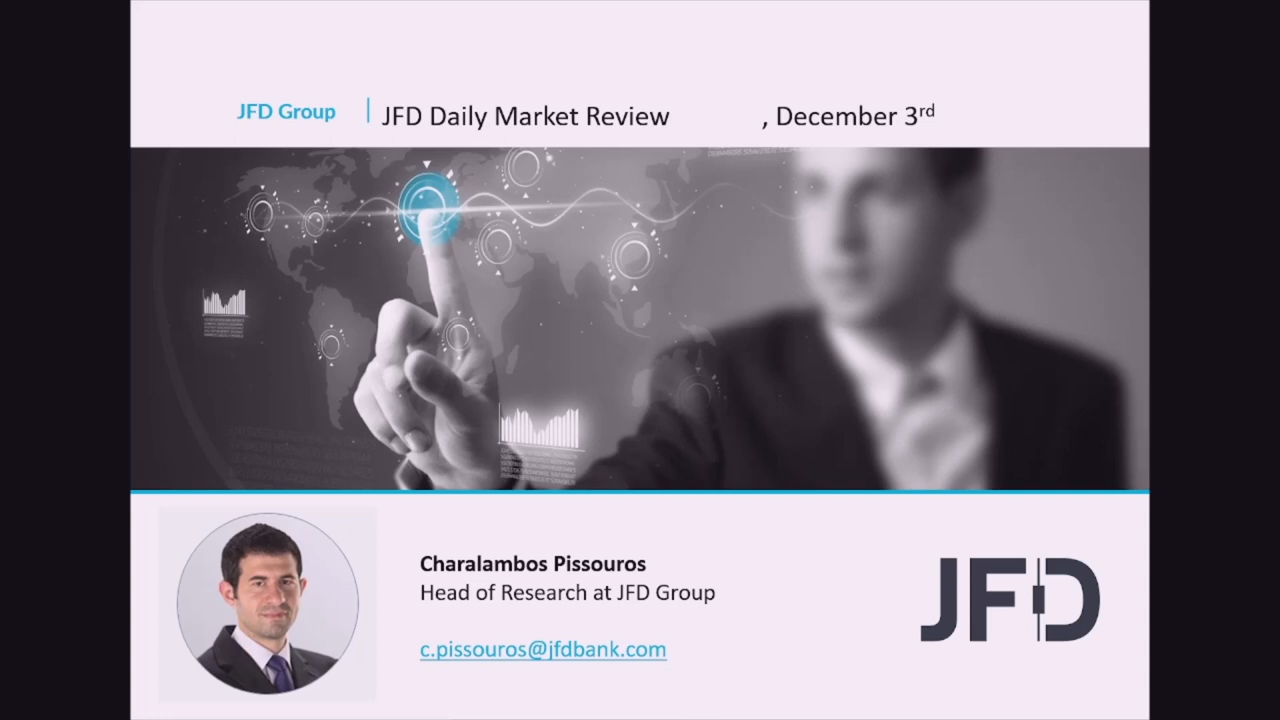 JFD Group
JFD Daily Market Review , December 3rd
Charalambos Pissouros
Head of Research at JFD Group
c.pissouros@jfdbank.com
JFD